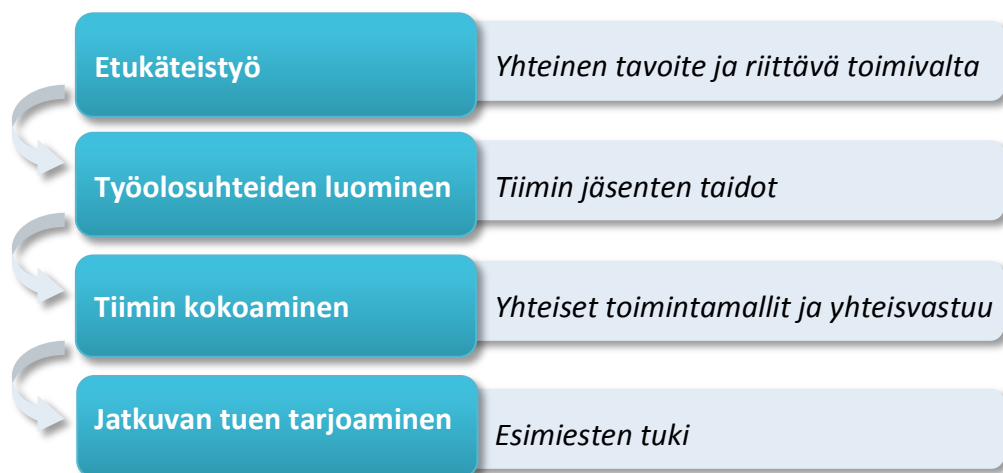 Etukäteistyö
Yhteinen tavoite ja riittävä toimivalta
Työolosuhteiden luominen
Tiimin jäsenten taidot
Tiimin kokoaminen
Yhteiset toimintamallit ja yhteisvastuu
Jatkuvan tuen tarjoaminen
Esimiesten tuki